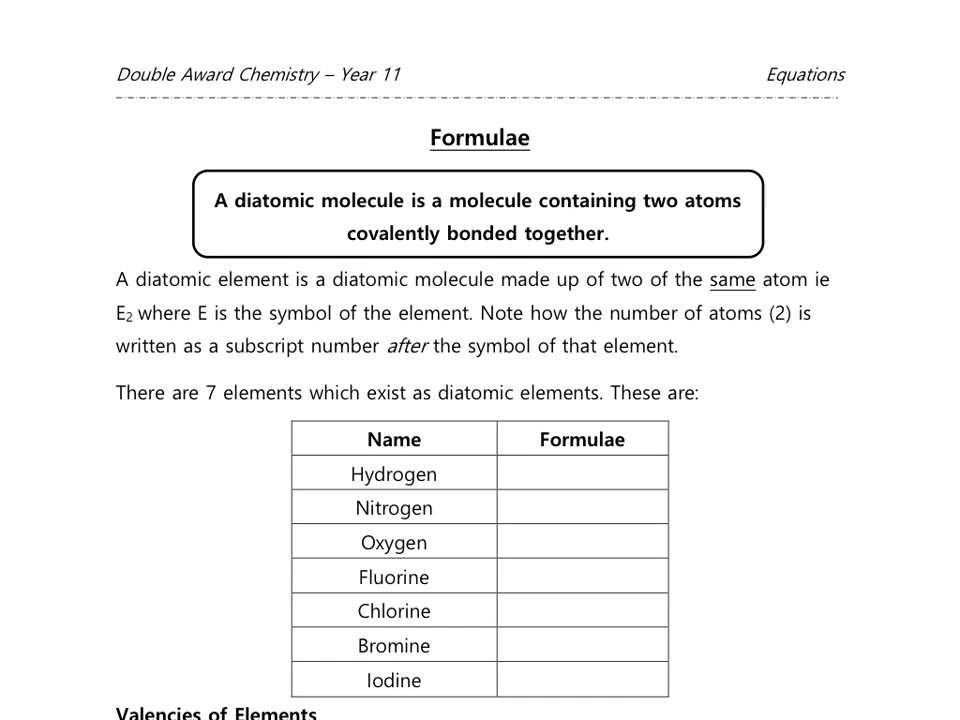 Double Award Chemistry – Year 11 Equations
Formulae
A diatomic molecule is a molecule containing two atoms
covalently bonded together.
A diatomic element is a diatomic molecule made up of two of the same atom ie
E₂ where E is the symbol of the element. Note how the number of atoms (2) is
written as a subscript number after the symbol of that element.
There are 7 elements which exist as diatomic elements. These are:
Name Formulae
Hydrogen
Nitrogen
Oxygen
Fluorine
Chlorine
Bromine
Iodine
Valencies of Elements